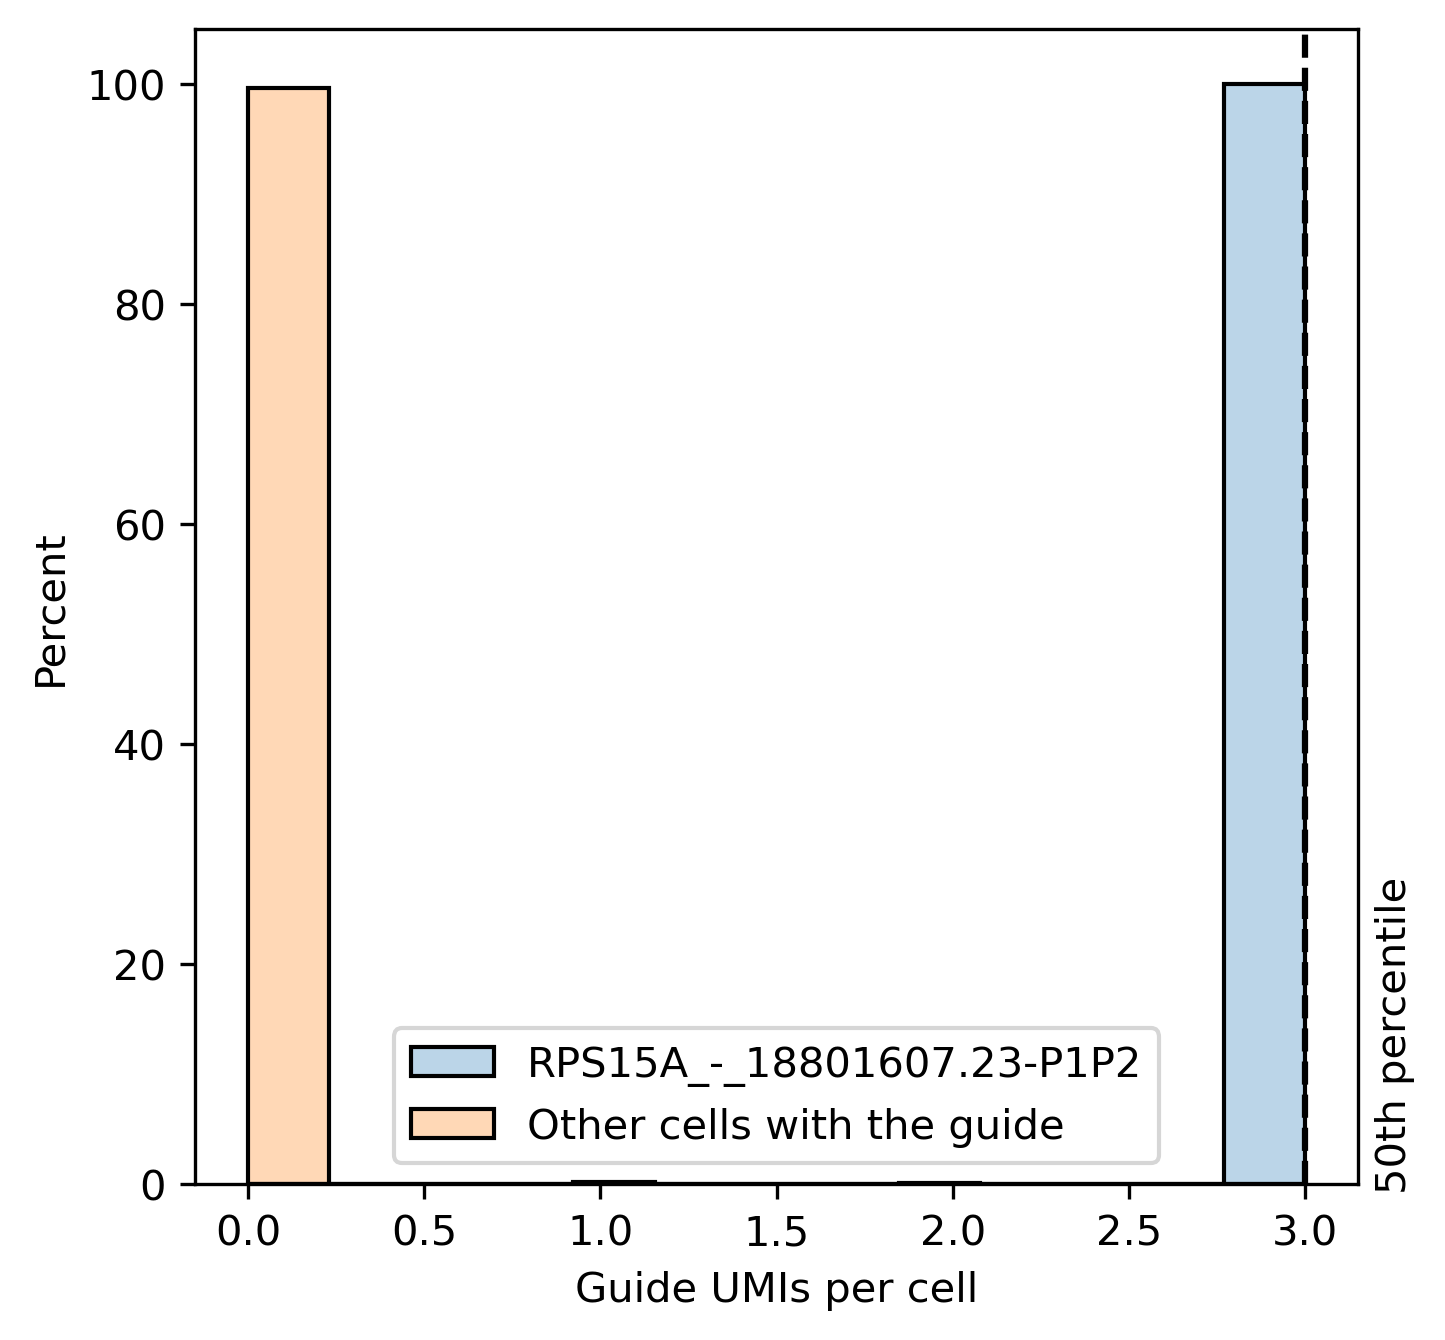 100
80
60
40
20
0
Percent
0.0 0.5 1.0 1.5 2.0 2.5 3.0
Guide UMIs per cell
RPS15A_-_18801607.23-P1P2
Other cells with the guide
50th percentile